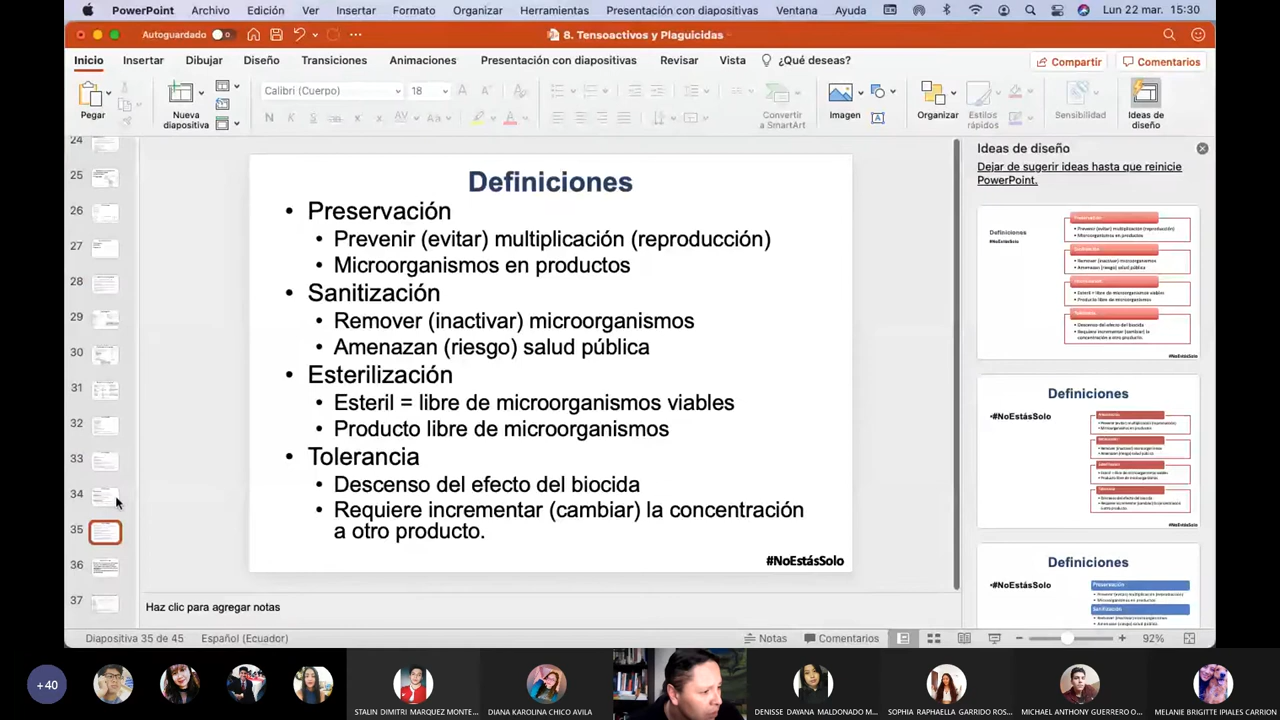 PowerPoint Archivo Edición Ver Insertar Formato Organizar Herramientas Presentación con diapositivas Ventana Ayuda Lun 22 mar. 15:30
Autoguardado 8. Tensoactivos y Plaguicidas
Inicio Insertar Dibujar Diseño Transiciones Animaciones Presentación con diapositivas Revisar Vista ¿Qué deseas? Compartir Comentarios
Calibri (Cuerpo) 18
Pegar Nueva diapositiva Convertir a SmartArt Imagen Organizar Estilos rápidos Sensibilidad Ideas de diseño
24
25
26
27
28
29
30
31
32
33
34
35
36
37
Definiciones
• Preservación
• Prevenir (evitar) multiplicación (reproducción)
• Microorganismos en productos
• Sanitización
• Remover (inactivar) microorganismos
• Amenazan (riesgo) salud pública
• Esterilización
• Esteril = libre de microorganismos viables
• Producto libre de microorganismos
• Tolerancia
• Descenso del efecto del biocida
• Requiere incrementar (cambiar) la concentración
a otro producto.
#NoEstásSolo
Ideas de diseño
Dejar de sugerir ideas hasta que reinicie
PowerPoint.
Definiciones
#NoEstásSolo
#NoEstásSolo
Definiciones
•#NoEstásSolo
#NoEstásSolo
Definiciones
•#NoEstásSolo
Preservación
Sanitización
Haz clic para agregar notas
Diapositiva 35 de 45 Español (Ecuador) Notas Comentarios 92%
+40
STALIN DIMITRI MARQUEZ MONTE...
DIANA KAROLINA CHICO AVILA
DENISSE DAYANA MALDONADO M...
SOPHIA RAPHAELLA GARRIDO ROS...
MICHAEL ANTHONY GUERRERO O...
MELANIE BRIGITTE IPIALES CARRION